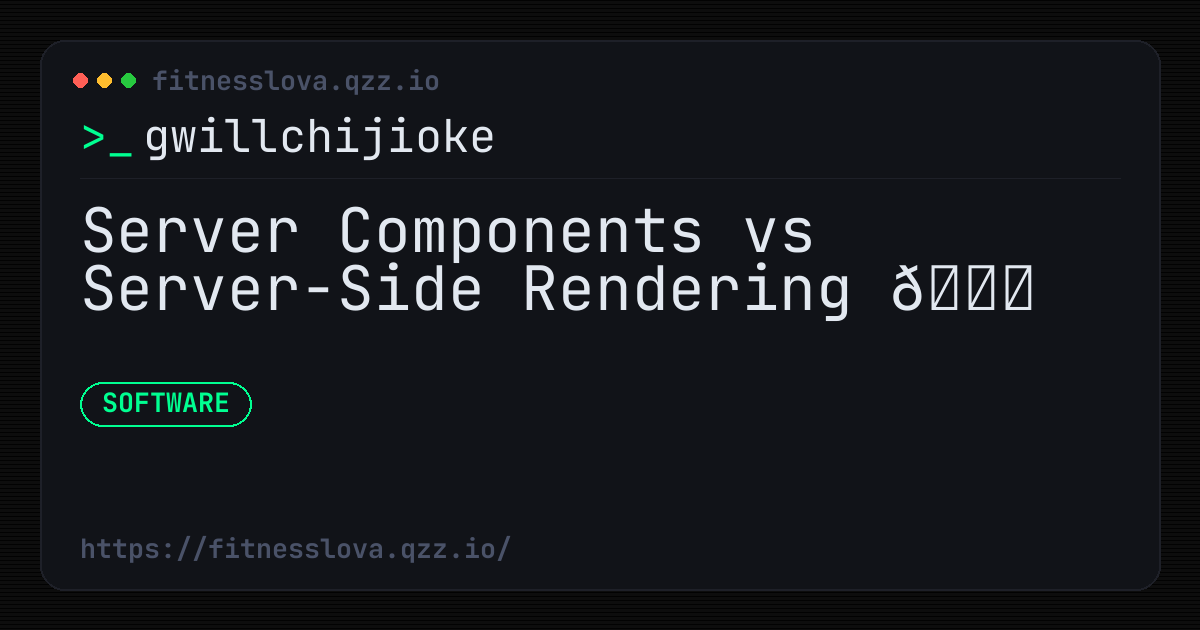 fitnesslova.qzz.io
>_ gwillchijioke
Server Components vs
Server-Side Rendering ð
SOFTWARE
https://fitnesslova.qzz.io/